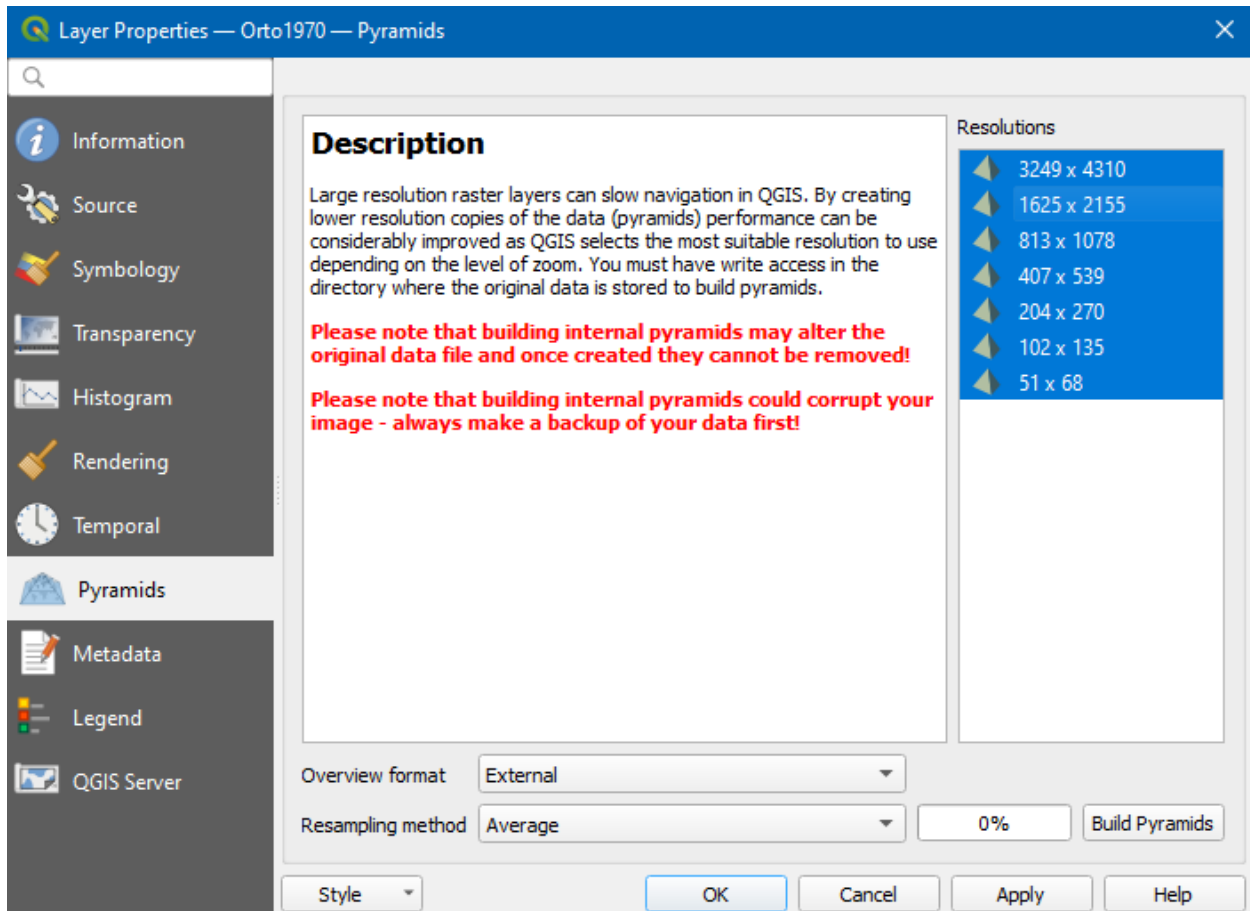 Layer Properties — Orto1970 — Pyramids
Information
Source
Symbology
Transparency
Histogram
Rendering
Temporal
Pyramids
Metadata
Legend
QGIS Server
Description
Large resolution raster layers can slow navigation in QGIS. By creating
lower resolution copies of the data (pyramids) performance can be
considerably improved as QGIS selects the most suitable resolution to use
depending on the level of zoom. You must have write access in the
directory where the original data is stored to build pyramids.
Please note that building internal pyramids may alter the
original data file and once created they cannot be removed!
Please note that building internal pyramids could corrupt your
image - always make a backup of your data first!
Resolutions
3249 x 4310
1625 x 2155
813 x 1078
407 x 539
204 x 270
102 x 135
51 x 68
Overview format External
Resampling method Average 0% Build Pyramids
Style OK Cancel Apply Help